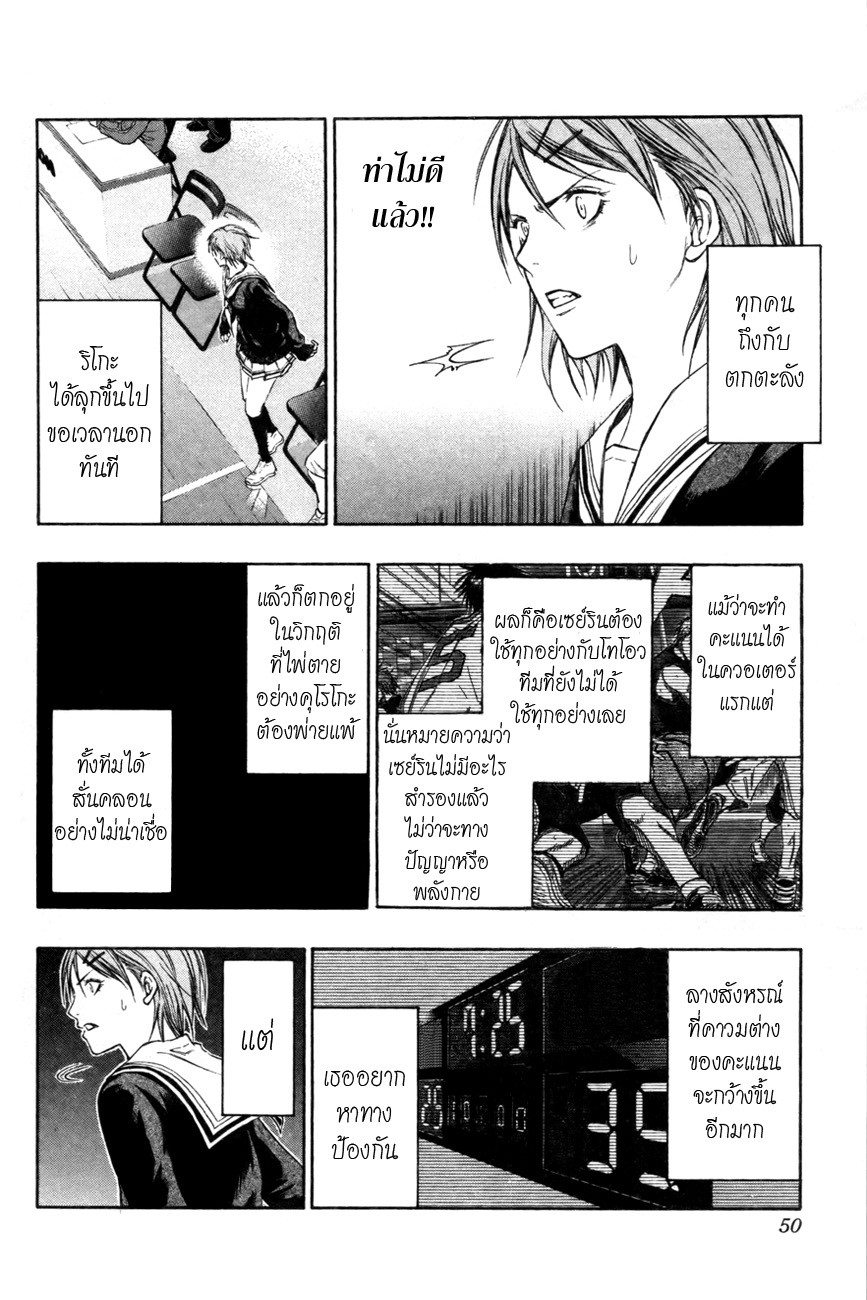 ทุกคน
ถึงกับ
ตกตะลัง
ท่าไม่ดี
แล้ว!!
ริโกะ
ได้ลุกขึ้นไป
ขอเวลานอก
ทันที
แม้ว่าจะทำ
คะแนนได้
ในควอเตอร์
แรกแต่
ผลก็คือเซย์รินต้อง
ใช้ทุกอย่างกับโทโอว
ทีมที่ยังไม่ได้
ใช้ทุกอย่างเลย
นั่นหมายความว่า
เซย์รินไม่มีอะไร
สำรองแล้ว
ไม่ว่าจะทาง
ปัญญาหรือ
พลังกาย
แล้วก็ตกอยู่
ในวิกฤติ
ที่ไพ่ตาย
อย่างคุโรโกะ
ต้องพ่ายแพ้
ทั้งทีมได้
สั่นคลอน
อย่างไม่น่าเชื่อ
ลางสังหรณ์
ที่คาวมต่าง
ของคะแนน
จะกว้างขึ้น
อีกมาก
เธออยาก
หาทาง
ป้องกัน
แต่
50